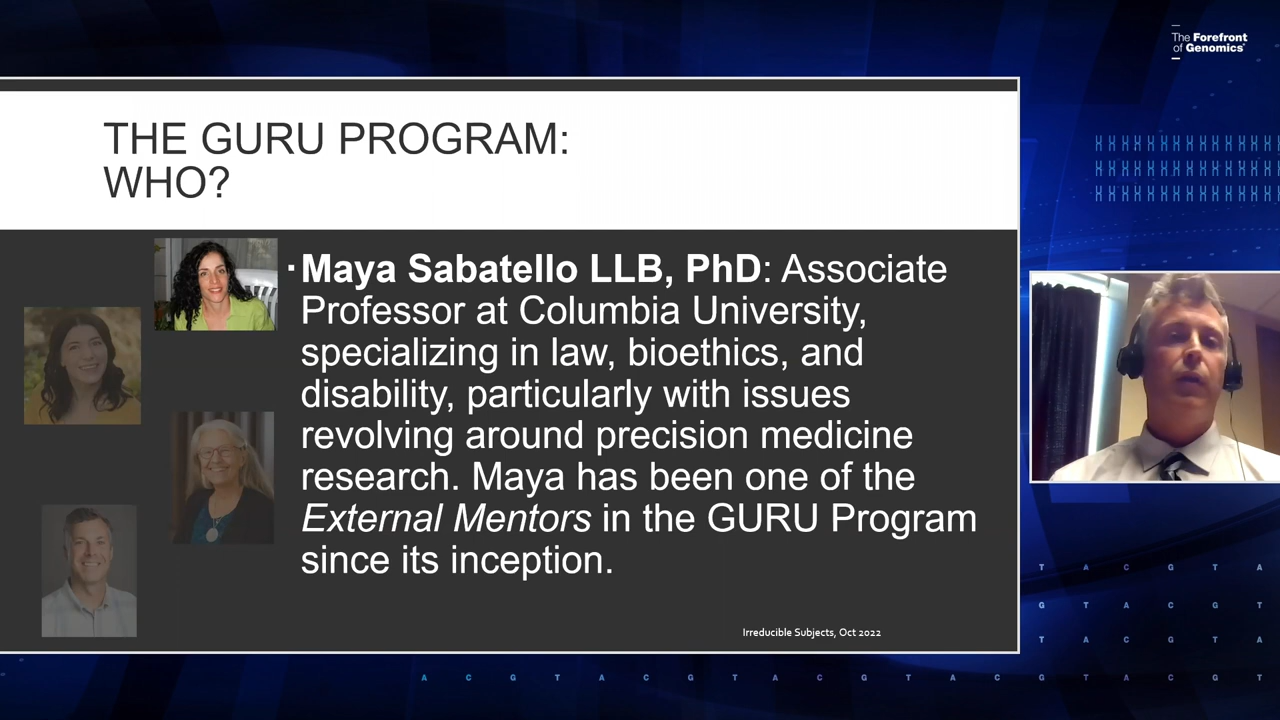 The Forefront
of Genomics®
THE GURU PROGRAM:
WHO?
▪ Maya Sabatello LLB, PhD: Associate
Professor at Columbia University,
specializing in law, bioethics, and
disability, particularly with issues
revolving around precision medicine
research. Maya has been one of the
External Mentors in the GURU Program
since its inception.
Irreducible Subjects, Oct 2022
T A C G T A
G T A C G T
T A C G T A
A C G T A C G T A C G T A C G T A C G T